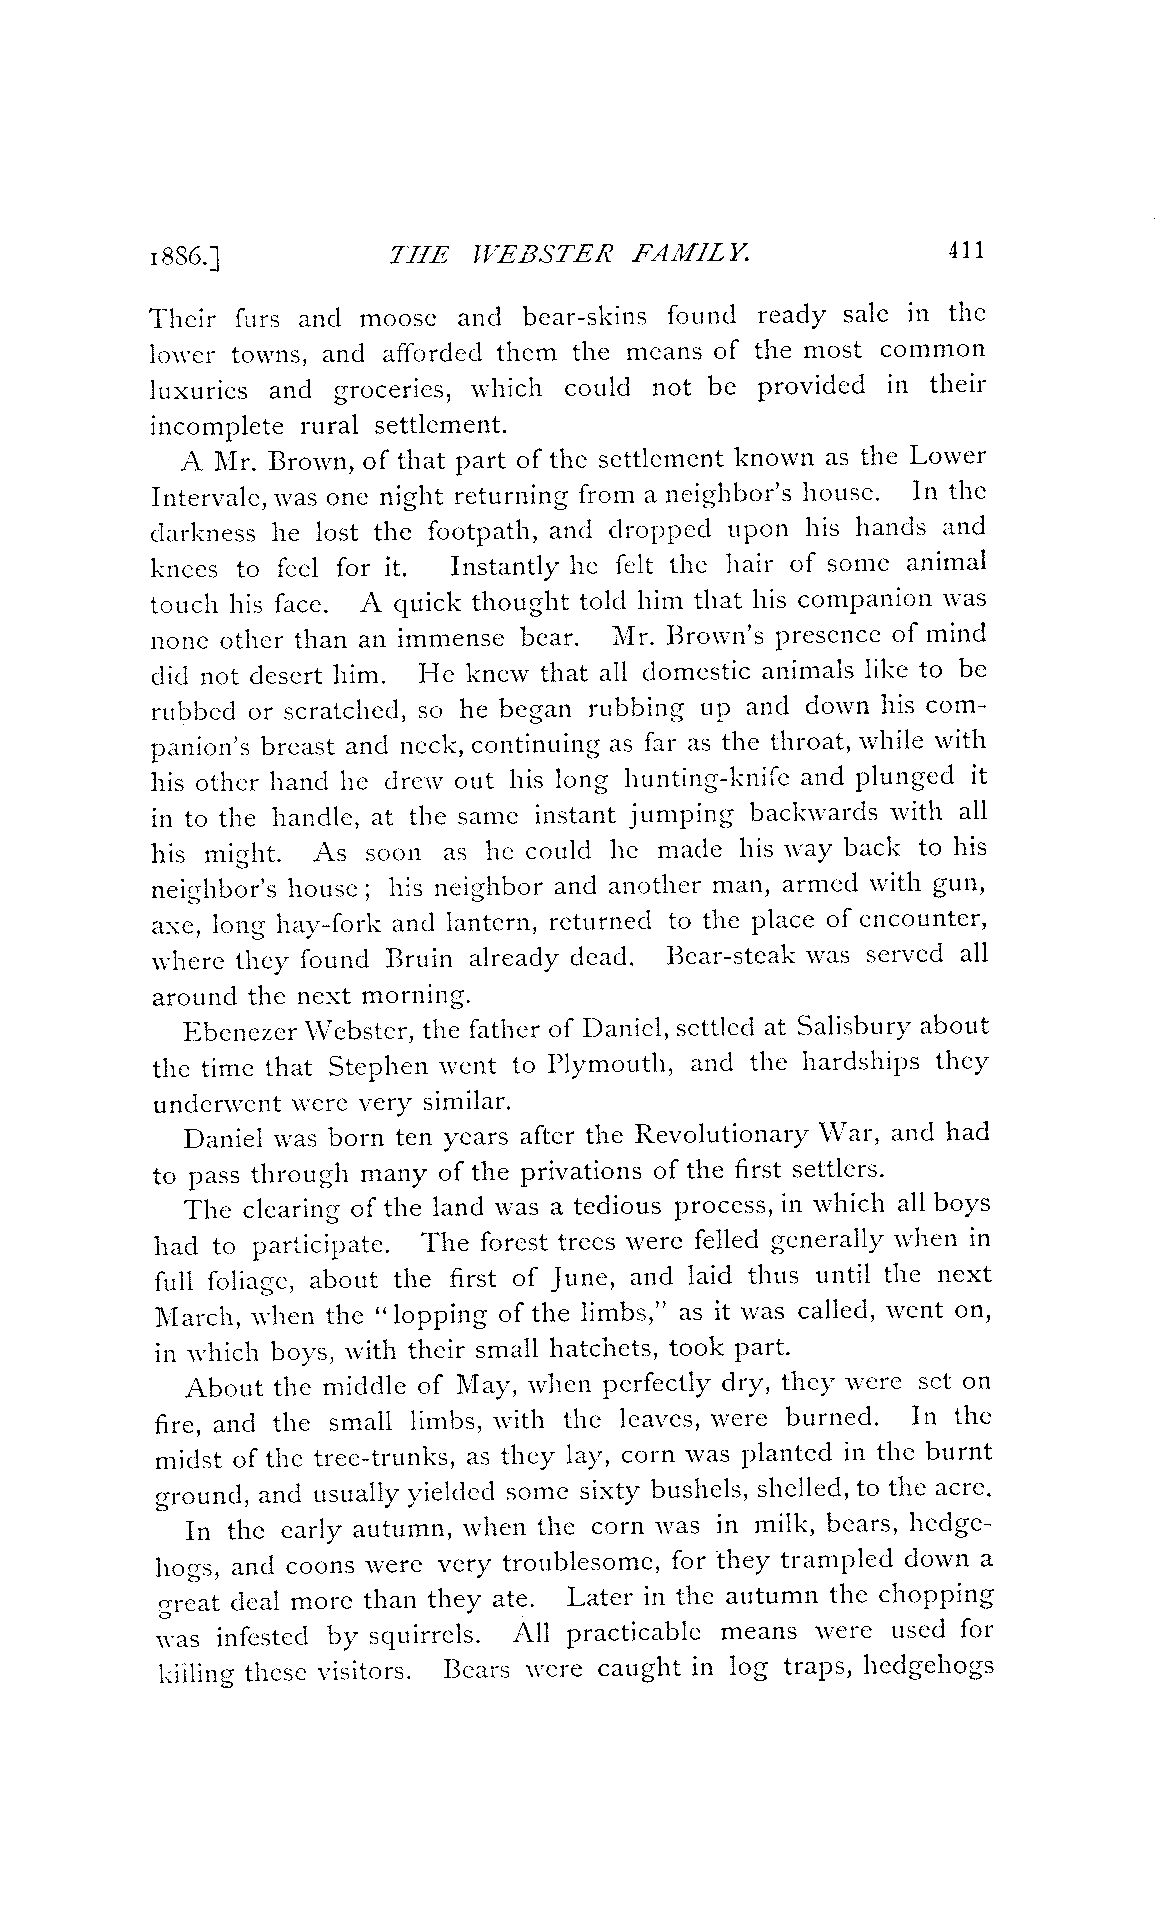 1886.] THE WEBSTER FAMILY. 411
Their furs and moose and bear-skins found ready sale in the
lower towns, and afforded them the means of the most common
luxuries and groceries, which could not be provided in their
incomplete rural settlement.
A Mr. Brown, of that part of the settlement known as the Lower
Intervale, was one night returning from a neighbor's house. In the
darkness he lost the footpath, and dropped upon his hands and
knees to feel for it. Instantly he felt the hair of some animal
touch his face. A quick thought told him that his companion was
none other than an immense bear. Mr. Brown's presence of mind
did not desert him. He knew that all domestic animals like to be
rubbed or scratched, so he began rubbing up and down his com-
panion's breast and neck, continuing as far as the throat, while with
his other hand he drew out his long hunting-knife and plunged it
in to the handle, at the same instant jumping backwards with all
his might. As soon as he could he made his way back to his
neighbor's house; his neighbor and another man, armed with gun,
axe, long hay-fork and lantern, returned to the place of encounter,
where they found Bruin already dead. Bear-steak was served all
around the next morning.
Ebenezer Webster, the father of Daniel, settled at Salisbury about
the time that Stephen went to Plymouth, and the hardships they
underwent were very similar.
Daniel was born ten years after the Revolutionary War, and had
to pass through many of the privations of the first settlers.
The clearing of the land was a tedious process, in which all boys
had to participate. The forest trees were felled generally when in
full foliage, about the first of June, and laid thus until the next
March, when the "lopping of the limbs," as it was called, went on,
in which boys, with their small hatchets, took part.
About the middle of May, when perfectly dry, they were set on
fire, and the small limbs, with the leaves, were burned. In the
midst of the tree-trunks, as they lay, corn was planted in the burnt
ground, and usually yielded some sixty bushels, shelled, to the acre.
In the early autumn, when the corn was in milk, bears, hedge-
hogs, and coons were very troublesome, for they trampled down a
great deal more than they ate. Later in the autumn the chopping
was infested by squirrels. All practicable means were used for
killing these visitors. Bears were caught in log traps, hedgehogs